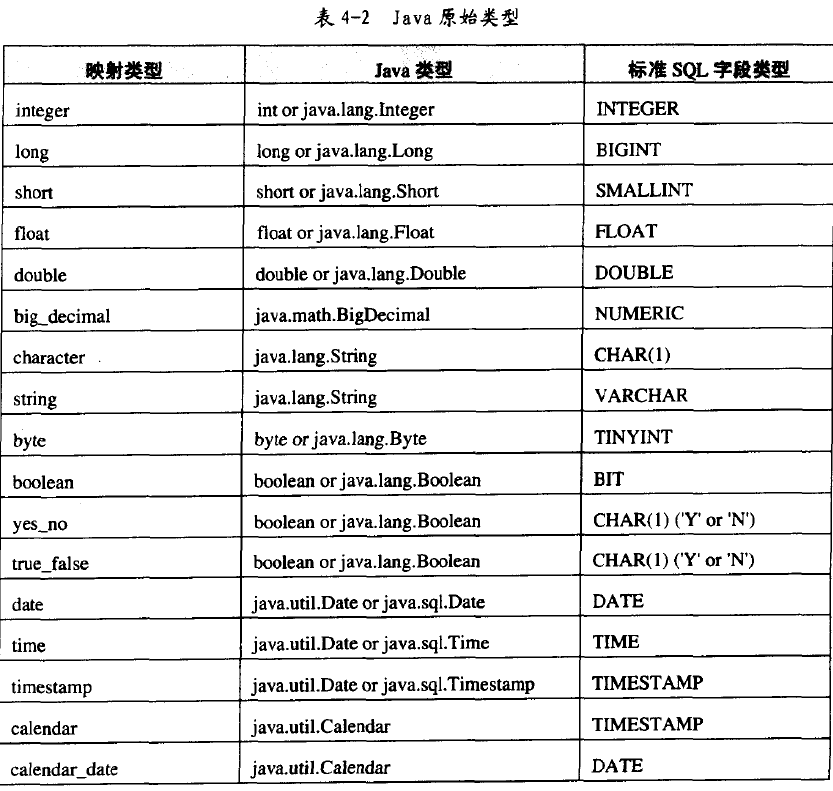 表 4-2 Java 原始类型
映射类型 Java 类型 标准 SQL 字段类型
integer int or java.lang.Integer INTEGER
long long or java.lang.Long BIGINT
short short or java.lang.Short SMALLINT
float float or java.lang.Float FLOAT
double double or java.lang.Double DOUBLE
big_decimal java.math.BigDecimal NUMERIC
character java.lang.String CHAR(1)
string java.lang.String VARCHAR
byte byte or java.lang.Byte TINYINT
boolean boolean or java.lang.Boolean BIT
yes_no boolean or java.lang.Boolean CHAR(1) ('Y' or 'N')
true_false boolean or java.lang.Boolean CHAR(1) ('Y' or 'N')
date java.util.Date or java.sql.Date DATE
time java.util.Date or java.sql.Time TIME
timestamp java.util.Date or java.sql.Timestamp TIMESTAMP
calendar java.util.Calendar TIMESTAMP
calendar_date java.util.Calendar DATE